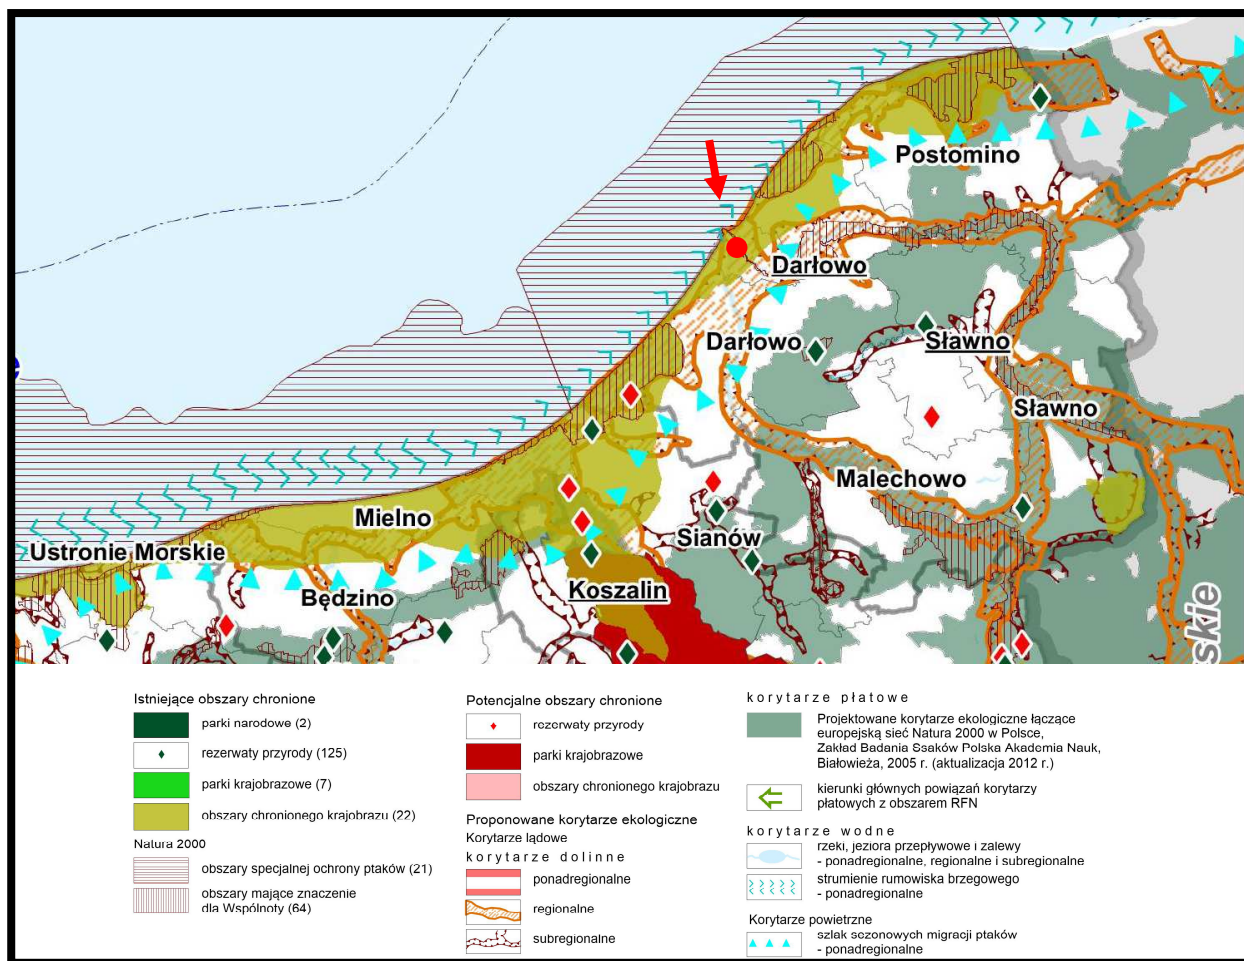 Postomino
Darłowo
Darłowo
Sławno
Sławno
Malechowo
Mielno
Sianów
Ustronie Morskie
Koszalin
Będzino
skie
Istniejące obszary chronione
parki narodowe (2)
rezerwaty przyrody (125)
parki krajobrazowe (7)
obszary chronionego krajobrazu (22)
Natura 2000
obszary specjalnej ochrony ptaków (21)
obszary mające znaczenie
dla Wspólnoty (64)
Potencjalne obszary chronione
rezerwaty przyrody
parki krajobrazowe
obszary chronionego krajobrazu
Proponowane korytarze ekologiczne
Korytarze lądowe
korytarze dolinne
ponadregionalne
regionalne
subregionalne
korytarze płatowe
Projektowane korytarze ekologiczne łączące
europejską sieć Natura 2000 w Polsce,
Zakład Badania Ssaków Polska Akademia Nauk,
Białowieża, 2005 r. (aktualizacja 2012 r.)
kierunki głównych powiązań korytarzy
płatowych z obszarem RFN
korytarze wodne
rzeki, jeziora przepływowe i zalewy
- ponadregionalne, regionalne i subregionalne
strumienie rumowiska brzegowego
- ponadregionalne
Korytarze powietrzne
szlak sezonowych migracji ptaków
- ponadregionalne